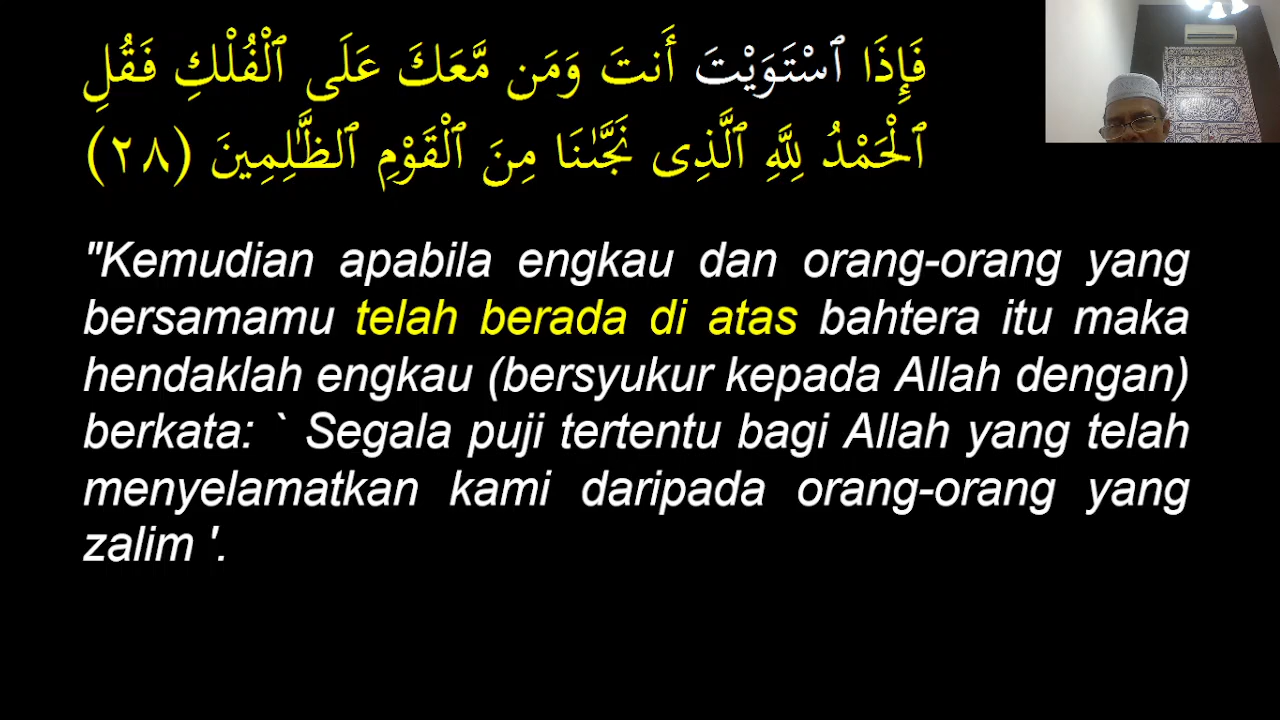 فَإِذَا ٱسْتَوَيْتَ أَنتَ وَمَن مَّعَكَ عَلَى ٱلْفُلْكِ فَقُلِ
ٱلْحَمْدُ لِلَّهِ ٱلَّذِى نَجَّىٰنَا مِنَ ٱلْقَوْمِ ٱلظَّٰلِمِينَ (٢٨)
"Kemudian apabila engkau dan orang-orang yang
bersamamu telah berada di atas bahtera itu maka
hendaklah engkau (bersyukur kepada Allah dengan)
berkata: ` Segala puji tertentu bagi Allah yang telah
menyelamatkan kami daripada orang-orang yang
zalim '.